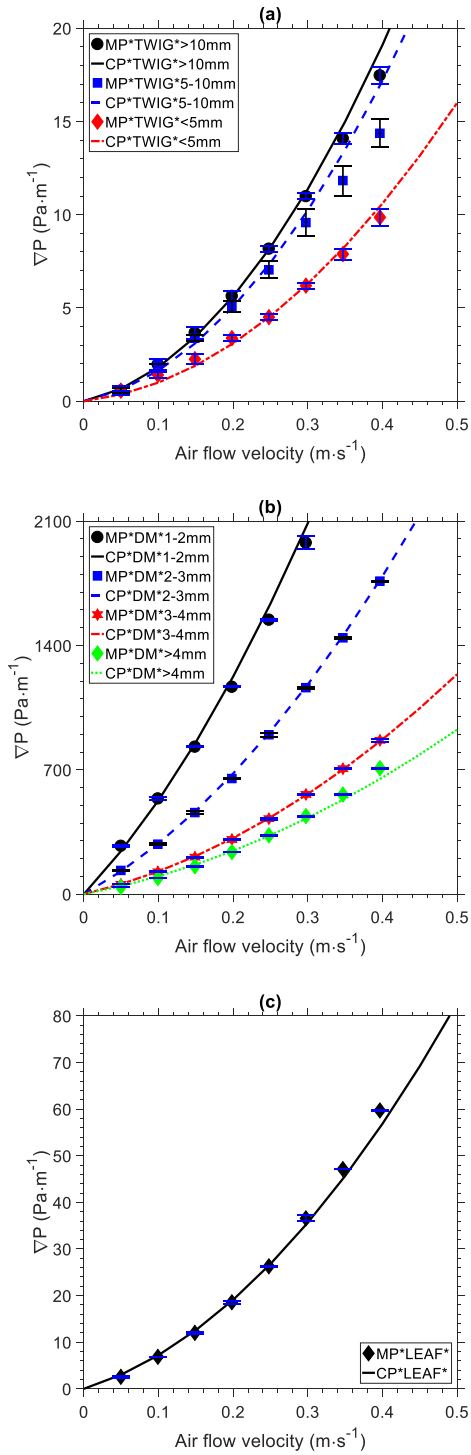 (a)
20
15
10
5
0
MP*TWIG*>10mm
CP*TWIG*>10mm
MP*TWIG*5-10mm
CP*TWIG*5-10mm
MP*TWIG*<5mm
CP*TWIG*<5mm
∇P (Pa·m⁻¹)
0 0.1 0.2 0.3 0.4 0.5
Air flow velocity (m·s⁻¹)
(b)
2100
1400
700
0
MP*DM*1-2mm
CP*DM*1-2mm
MP*DM*2-3mm
CP*DM*2-3mm
MP*DM*3-4mm
CP*DM*3-4mm
MP*DM*>4mm
CP*DM*>4mm
∇P (Pa·m⁻¹)
0 0.1 0.2 0.3 0.4 0.5
Air flow velocity (m·s⁻¹)
(c)
80
70
60
50
40
30
20
10
0
∇P (Pa·m⁻¹)
MP*LEAF*
CP*LEAF*
0 0.1 0.2 0.3 0.4 0.5
Air flow velocity (m·s⁻¹)